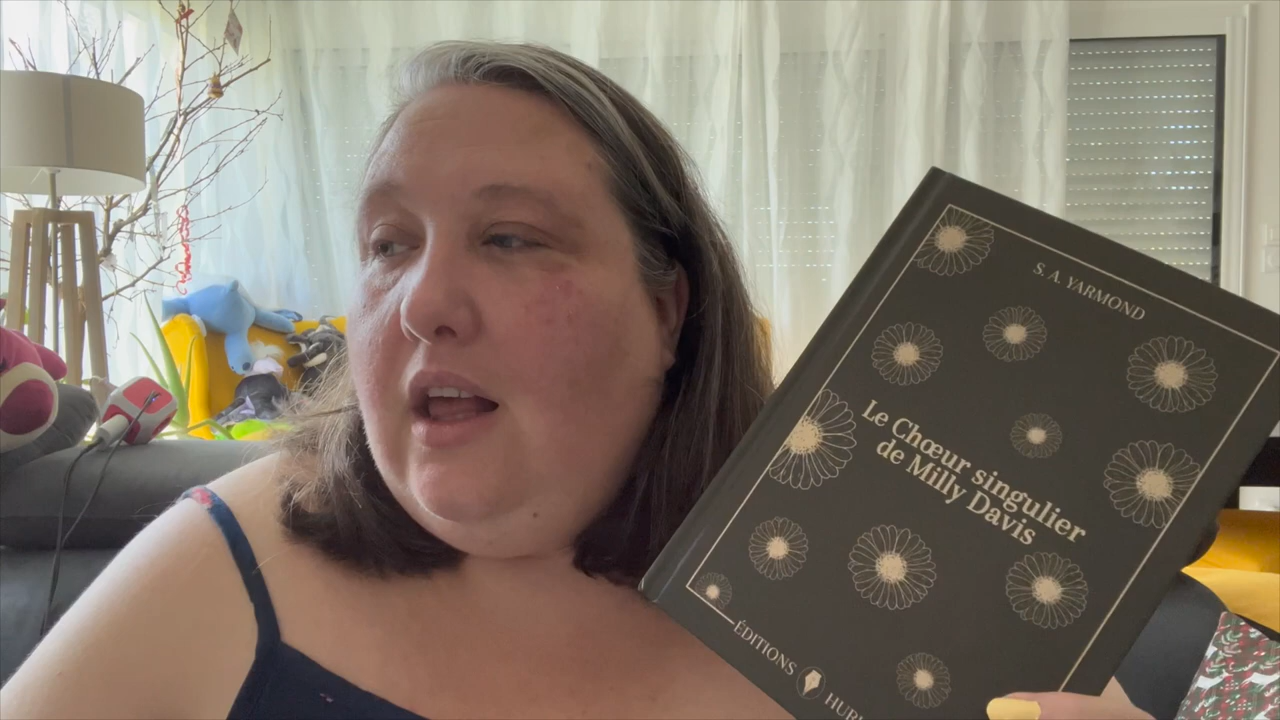 S. A. YARMOND
Le Chœur singulier
de Milly Davis
ÉDITIONS